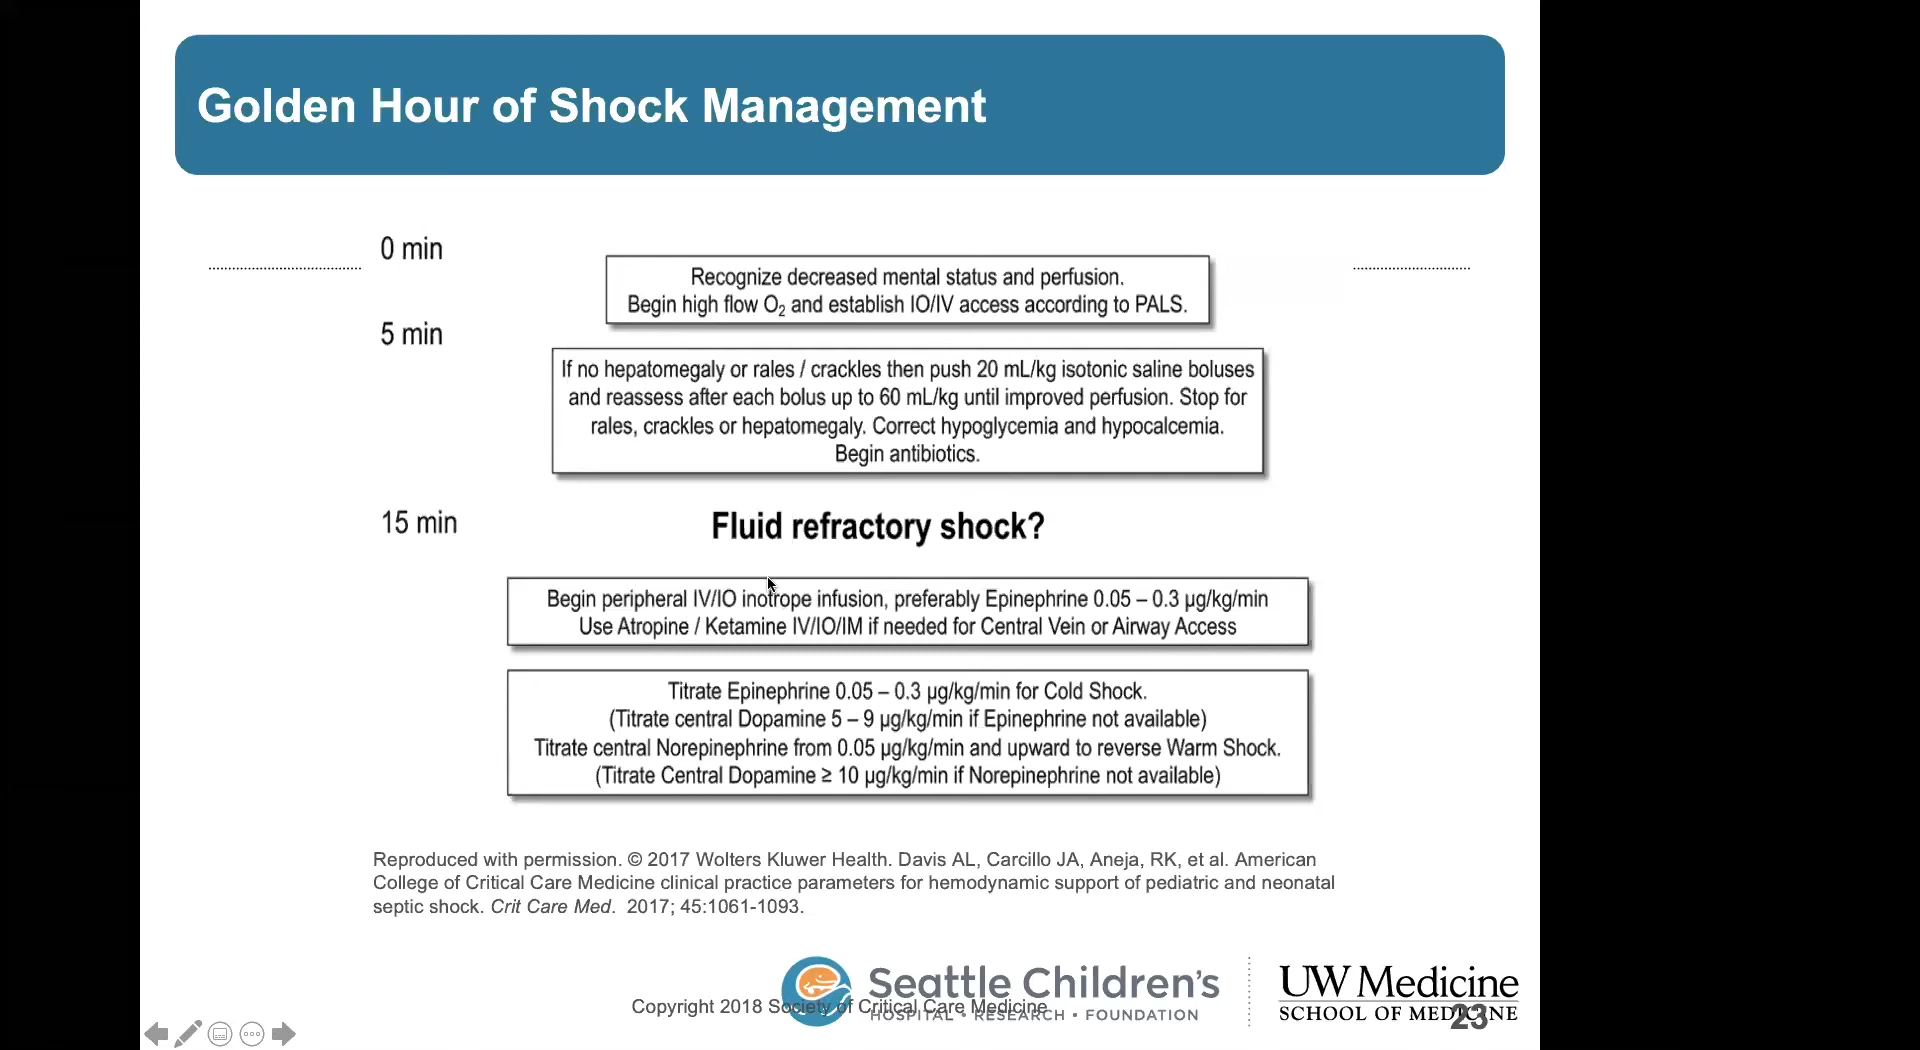 Golden Hour of Shock Management
0 min
Recognize decreased mental status and perfusion.
Begin high flow O₂ and establish IO/IV access according to PALS.
5 min
If no hepatomegaly or rales / crackles then push 20 mL/kg isotonic saline boluses
and reassess after each bolus up to 60 mL/kg until improved perfusion. Stop for
rales, crackles or hepatomegaly. Correct hypoglycemia and hypocalcemia.
Begin antibiotics.
15 min
Fluid refractory shock?
Begin peripheral IV/IO inotrope infusion, preferably Epinephrine 0.05 – 0.3 µg/kg/min
Use Atropine / Ketamine IV/IO/IM if needed for Central Vein or Airway Access
Titrate Epinephrine 0.05 – 0.3 µg/kg/min for Cold Shock.
(Titrate central Dopamine 5 – 9 µg/kg/min if Epinephrine not available)
Titrate central Norepinephrine from 0.05 µg/kg/min and upward to reverse Warm Shock.
(Titrate Central Dopamine ≥ 10 µg/kg/min if Norepinephrine not available)
Reproduced with permission. © 2017 Wolters Kluwer Health. Davis AL, Carcillo JA, Aneja, RK, et al. American
College of Critical Care Medicine clinical practice parameters for hemodynamic support of pediatric and neonatal
septic shock. Crit Care Med. 2017; 45:1061-1093.
Seattle Children's
HOSPITAL • RESEARCH • FOUNDATION
Copyright 2018 Society of Critical Care Medicine
UW Medicine
SCHOOL OF MEDICINE
23